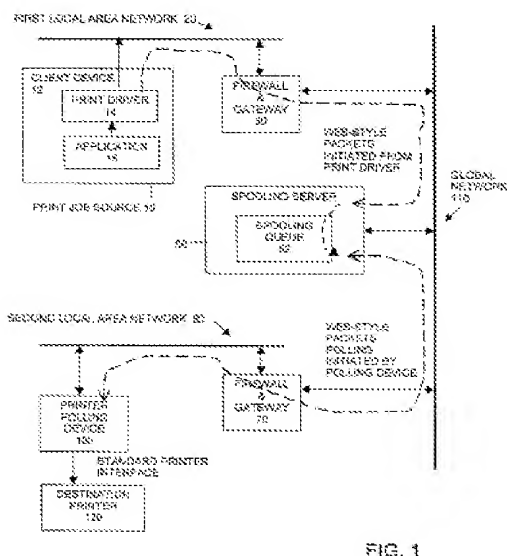 FIRST LOCAL AREA NETWORK 20
CLIENT DEVICE
12
PRINT DRIVER
14
APPLICATION
16
PRINT JOB SOURCE 10
FIREWALL
&
GATEWAY
30
WEB-STYLE
PACKETS
INITIATED FROM
PRINT DRIVER
GLOBAL
NETWORK
110
SPOOLING SERVER
SPOOLING
QUEUE
52
50
SECOND LOCAL AREA NETWORK
WEB-STYLE
PACKETS
POLLING
INITIATED BY
POLLING DEVICE
FIREWALL
&
GATEWAY
70
PRINTER
POLLING
DEVICE
100
STANDARD PRINTER
INTERFACE
DESTINATION
PRINTER
120
FIG. 1